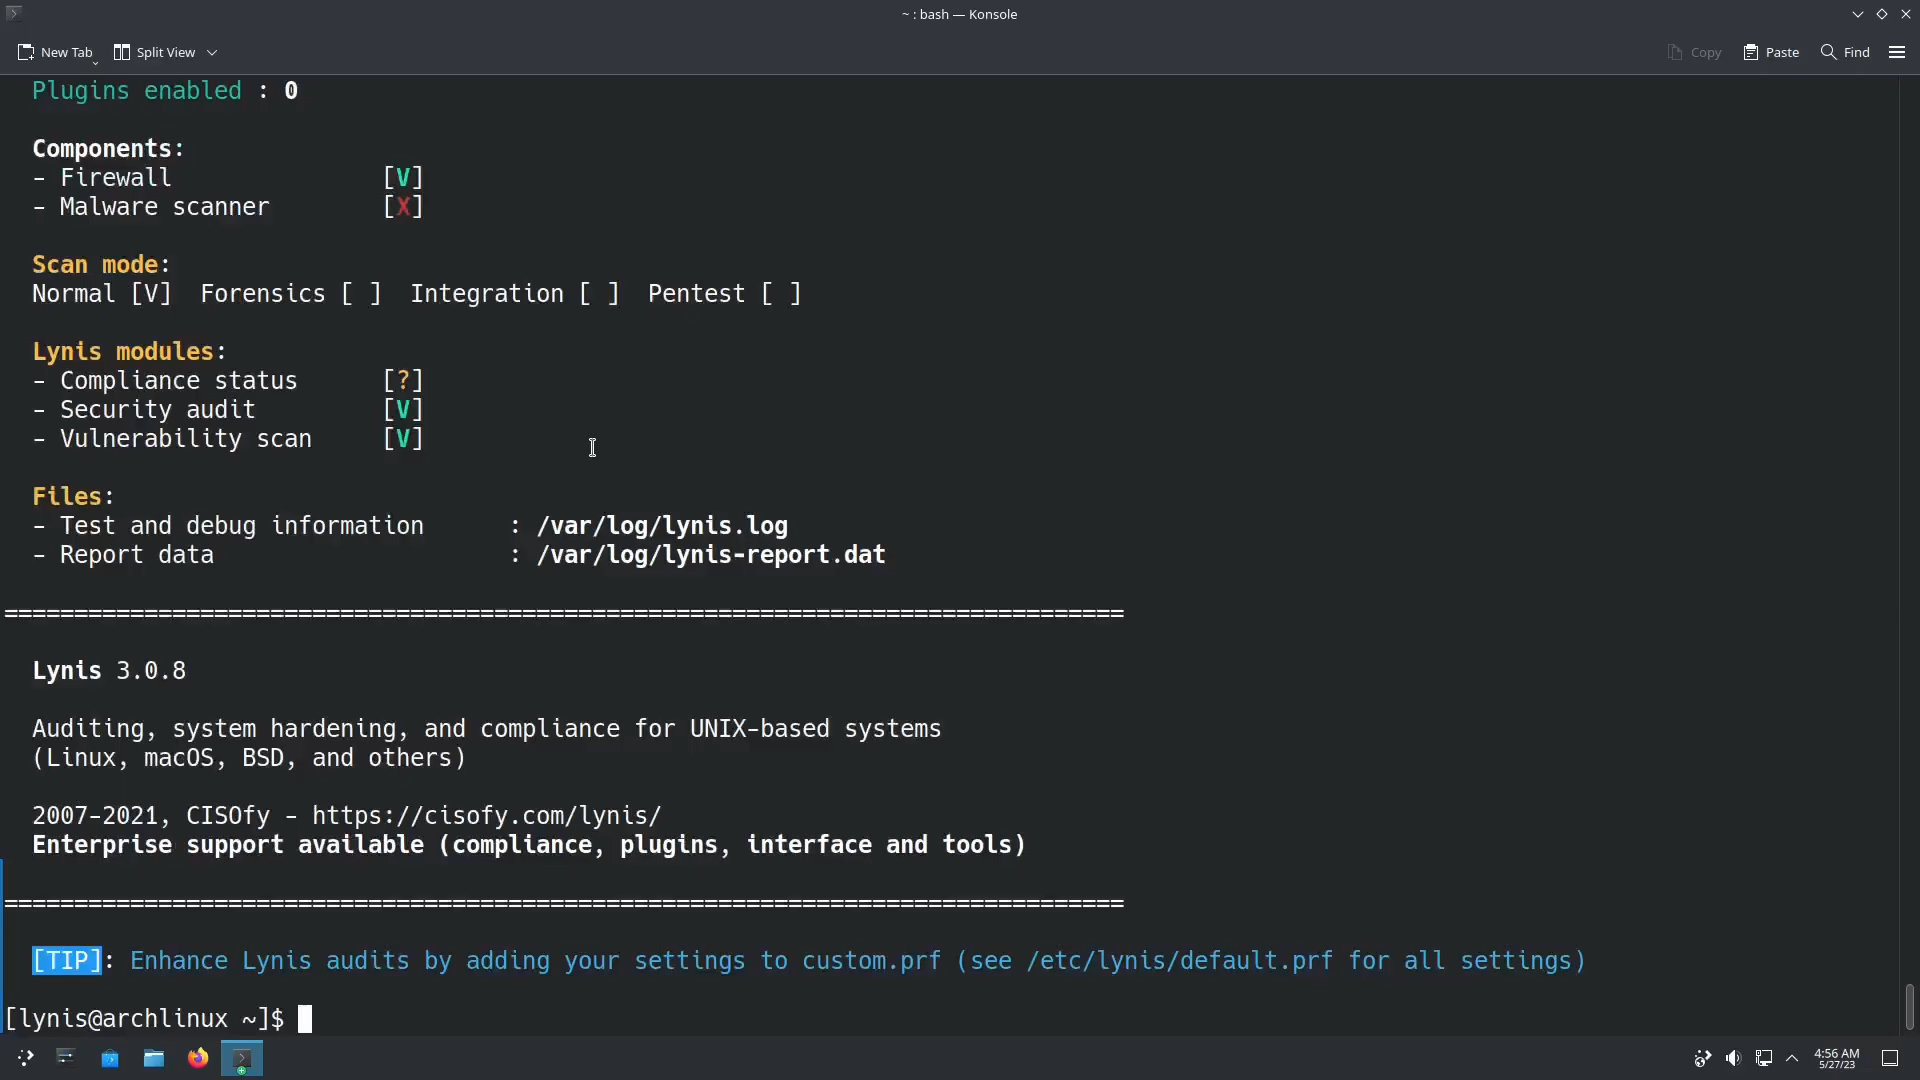 ~ : bash — Konsole
New Tab Split View Copy Paste Find
Plugins enabled : 0
Components:
- Firewall [V]
- Malware scanner [X]
Scan mode:
Normal [V] Forensics [ ] Integration [ ] Pentest [ ]
Lynis modules:
- Compliance status [?]
- Security audit [V]
- Vulnerability scan [V]
Files:
- Test and debug information : /var/log/lynis.log
- Report data : /var/log/lynis-report.dat
================================================================================
Lynis 3.0.8
Auditing, system hardening, and compliance for UNIX-based systems
(Linux, macOS, BSD, and others)
2007-2021, CISOfy - https://cisofy.com/lynis/
Enterprise support available (compliance, plugins, interface and tools)
================================================================================
[TIP]: Enhance Lynis audits by adding your settings to custom.prf (see /etc/lynis/default.prf for all settings)
[lynis@archlinux ~]$
4:56 AM
5/27/23